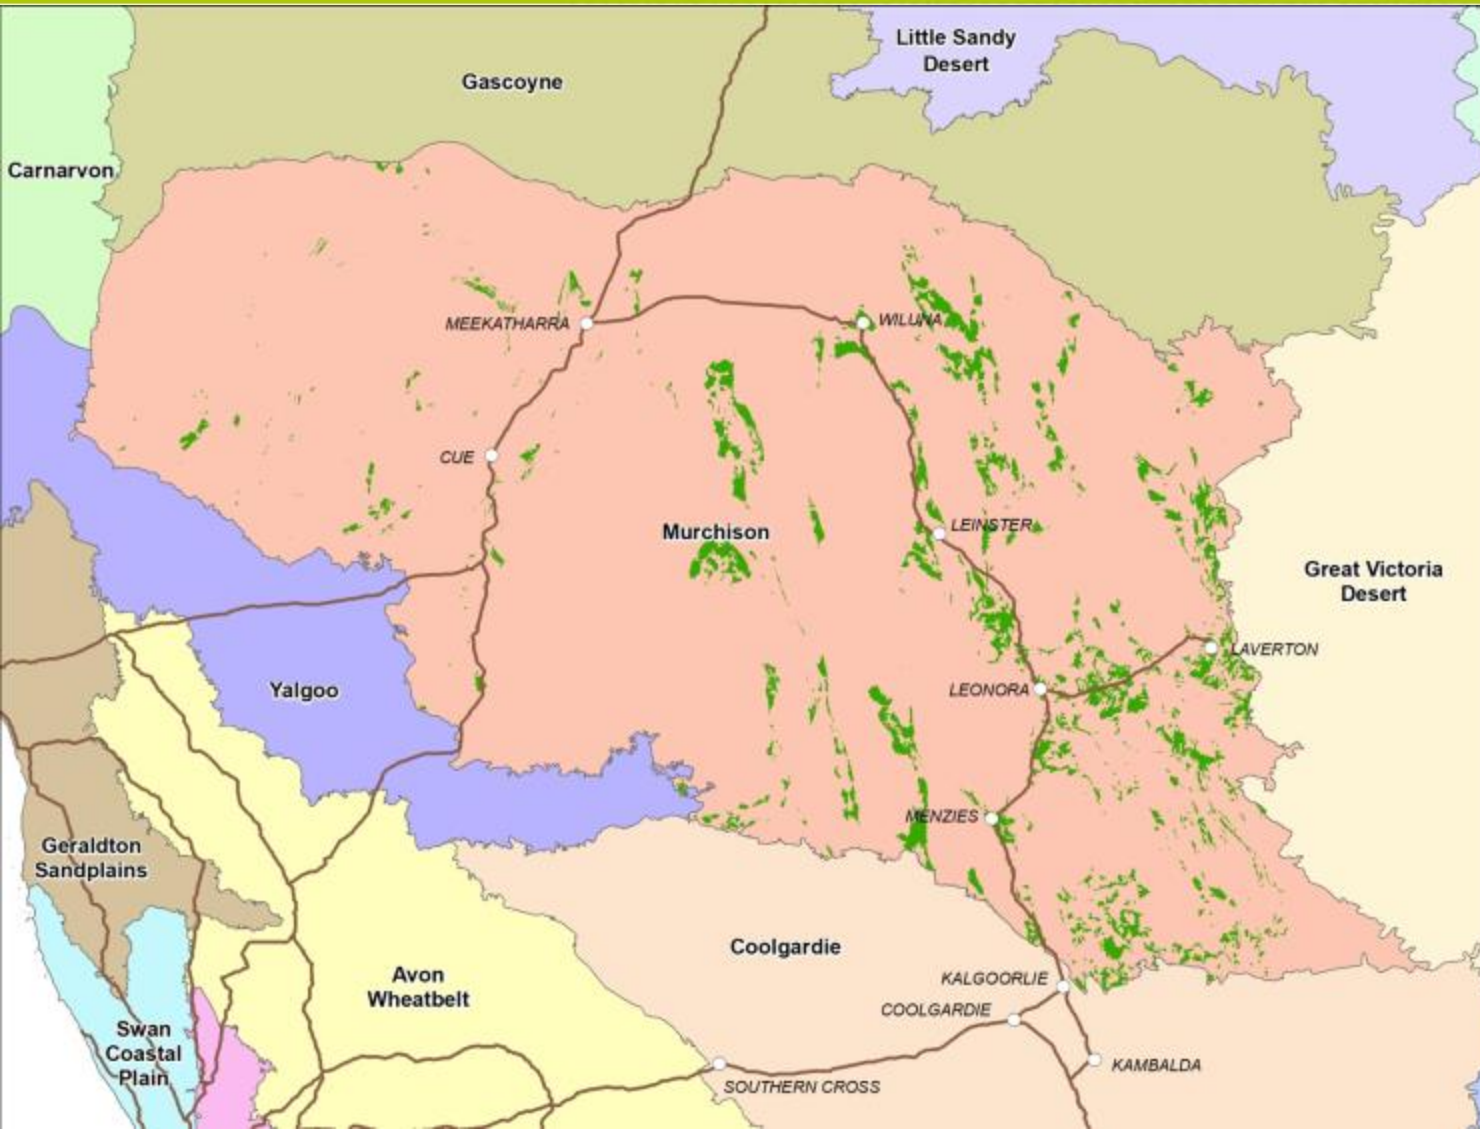 Little Sandy
Desert
Gascoyne
Carnarvon
MEEKATHARRA
WILUNA
CUE
LEINSTER
Murchison
Great Victoria
Desert
LAVERTON
Yalgoo
LEONORA
MENZIES
Geraldton
Sandplains
Coolgardie
Avon
Wheatbelt
KALGOORLIE
COOLGARDIE
Swan
Coastal
Plain
KAMBALDA
SOUTHERN CROSS